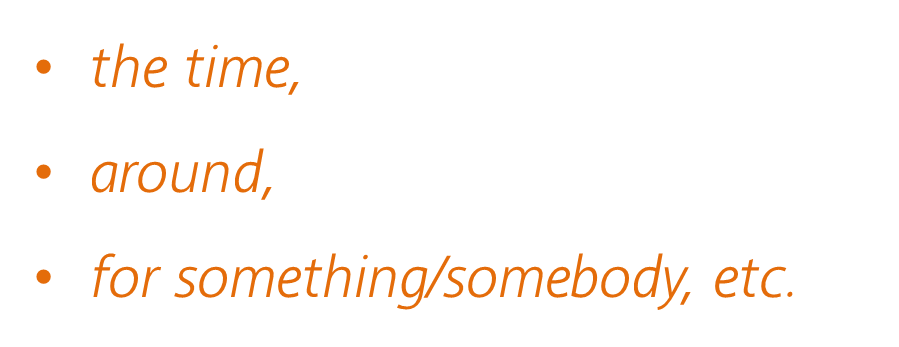 • the time,
• around,
• for something/somebody, etc.